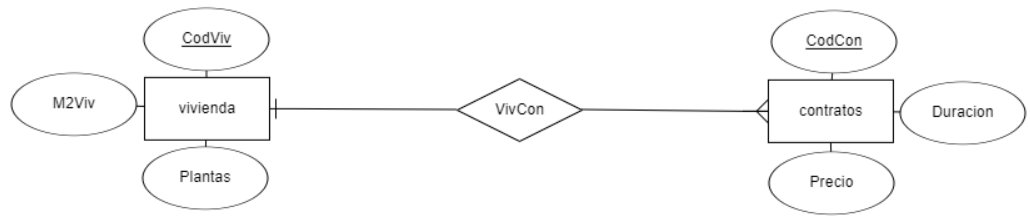 CodViv
CodCon
M2Viv
vivienda
VivCon
contratos
Duracion
Plantas
Precio